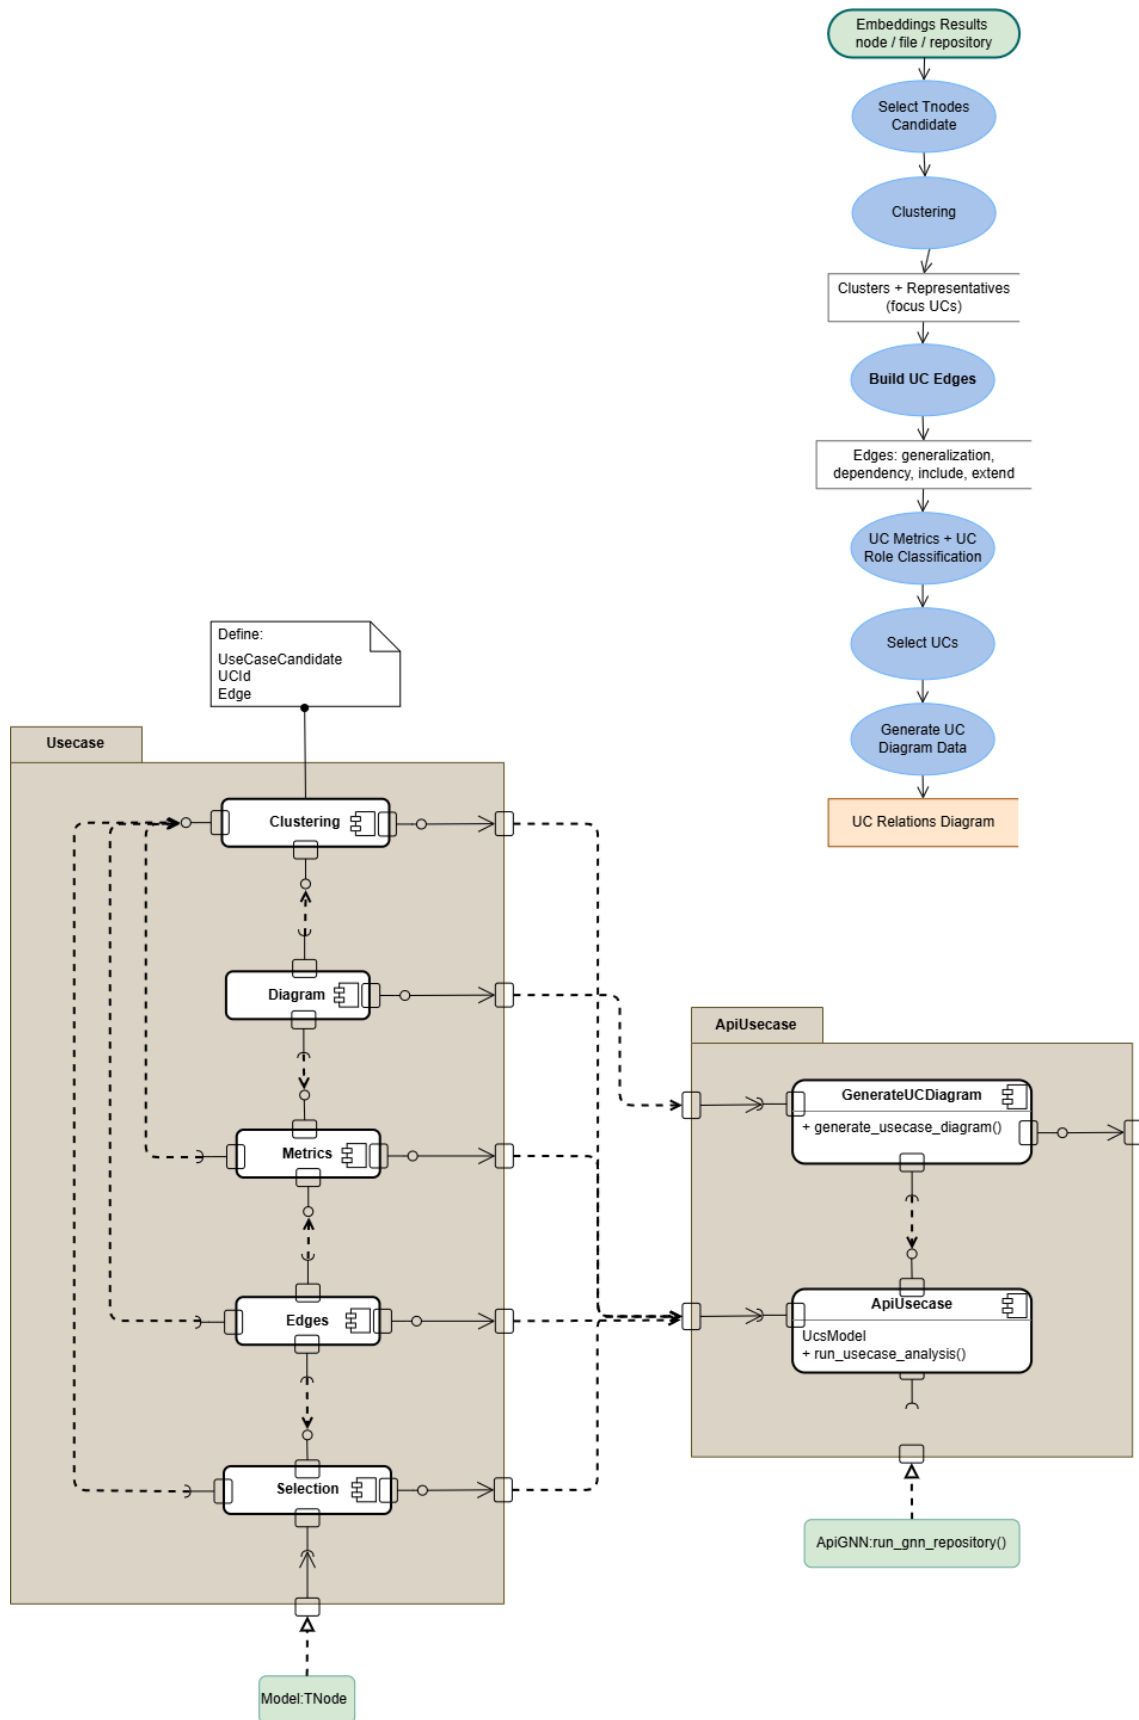 Embeddings Results
node / file / repository
Select Tnodes
Candidate
Clustering
Clusters + Representatives
(focus UCs)
Build UC Edges
Edges: generalization,
dependency, include, extend
UC Metrics + UC
Role Classification
Select UCs
Generate UC
Diagram Data
UC Relations Diagram
Define:
UseCaseCandidate
UCId
Edge
Usecase
Clustering
Diagram
Metrics
Edges
Selection
Model:TNode
ApiUsecase
GenerateUCDiagram
+ generate_usecase_diagram()
ApiUsecase
UcsModel
+ run_usecase_analysis()
ApiGNN:run_gnn_repository()